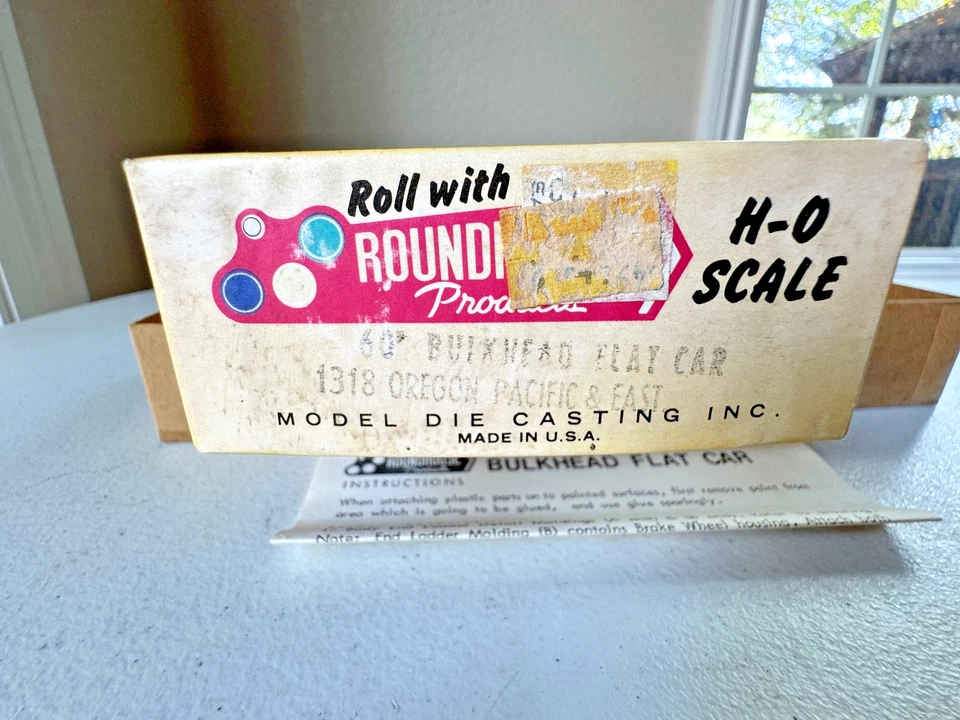 Roll with
ROUND
Products
H-O
SCALE
60' BULKHEAD FLAT CAR
1318 OREGON PACIFIC & EAST
MODEL DIE CASTING INC.
MADE IN U.S.A.
ROUNDHOUSE
BULKHEAD FLAT CAR
INSTRUCTIONS
When attaching plastic parts on to painted surfaces, first remove paint from
area which is going to be glued, and use glue sparingly.
Note: End Ladder Molding (B) contains Brake Wheel housing.